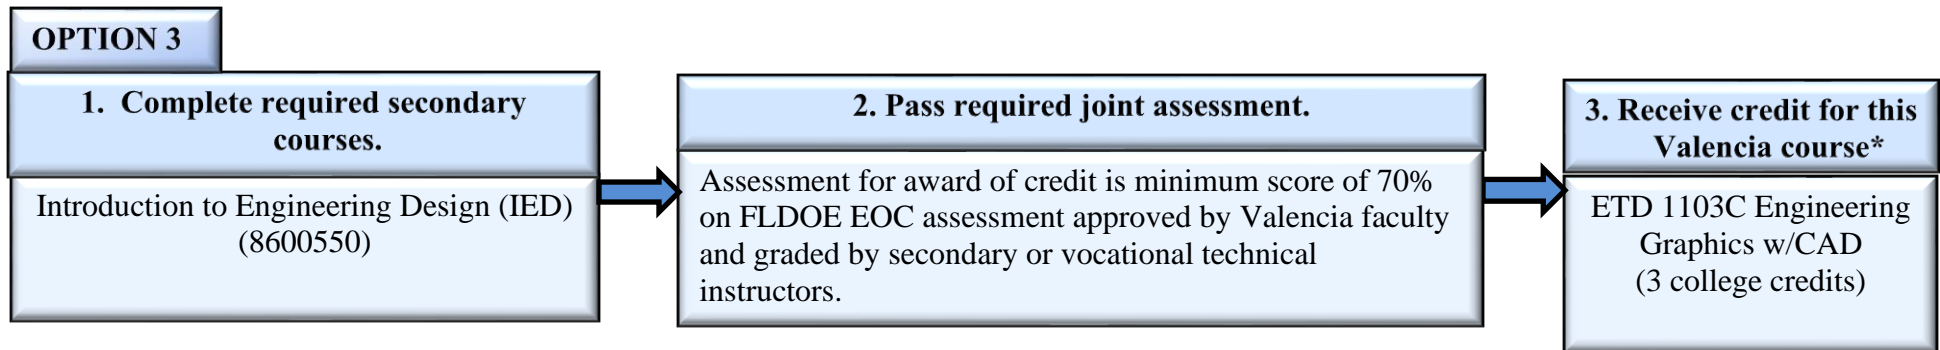 OPTION 3
1. Complete required secondary
courses.
Introduction to Engineering Design (IED)
(8600550)
2. Pass required joint assessment.
Assessment for award of credit is minimum score of 70%
on FLDOE EOC assessment approved by Valencia faculty
and graded by secondary or vocational technical
instructors.
3. Receive credit for this
Valencia course*
ETD 1103C Engineering
Graphics w/CAD
(3 college credits)